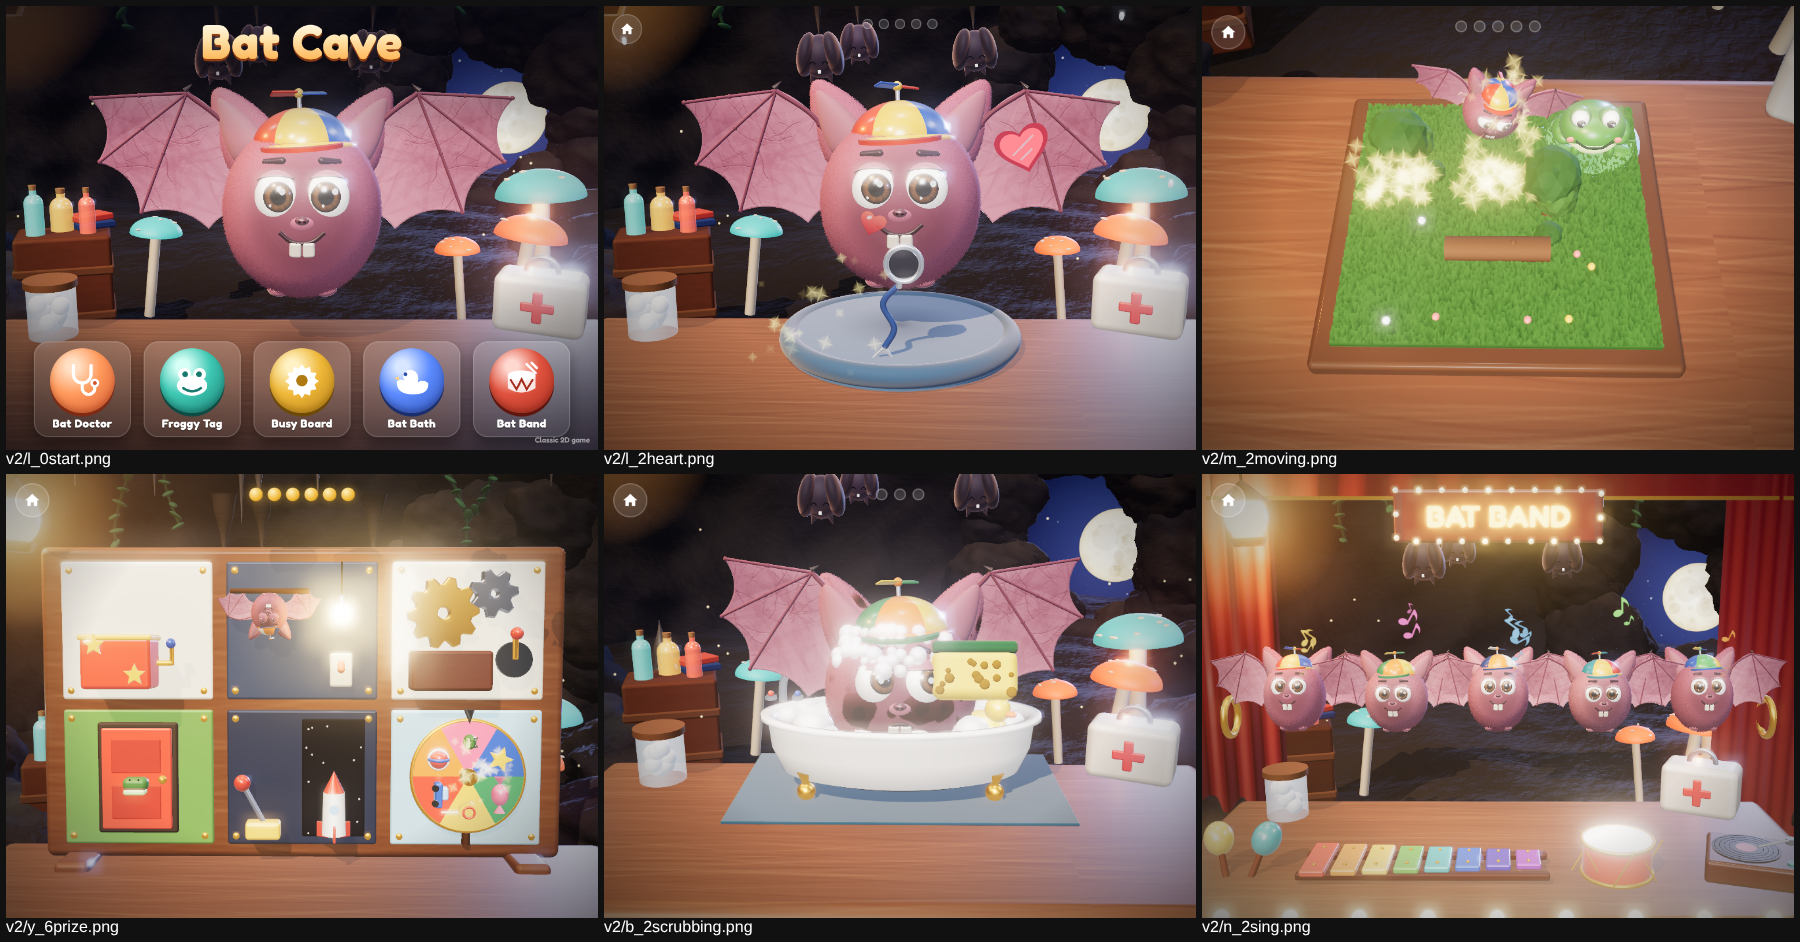 Bat Cave
Bat Doctor
Froggy Tag
Busy Board
Bat Bath
Bat Band
Classic 2D game
v2/l_0start.png
v2/l_2heart.png
v2/m_2moving.png
v2/y_6prize.png
v2/b_2scrubbing.png
BAT BAND
v2/n_2sing.png